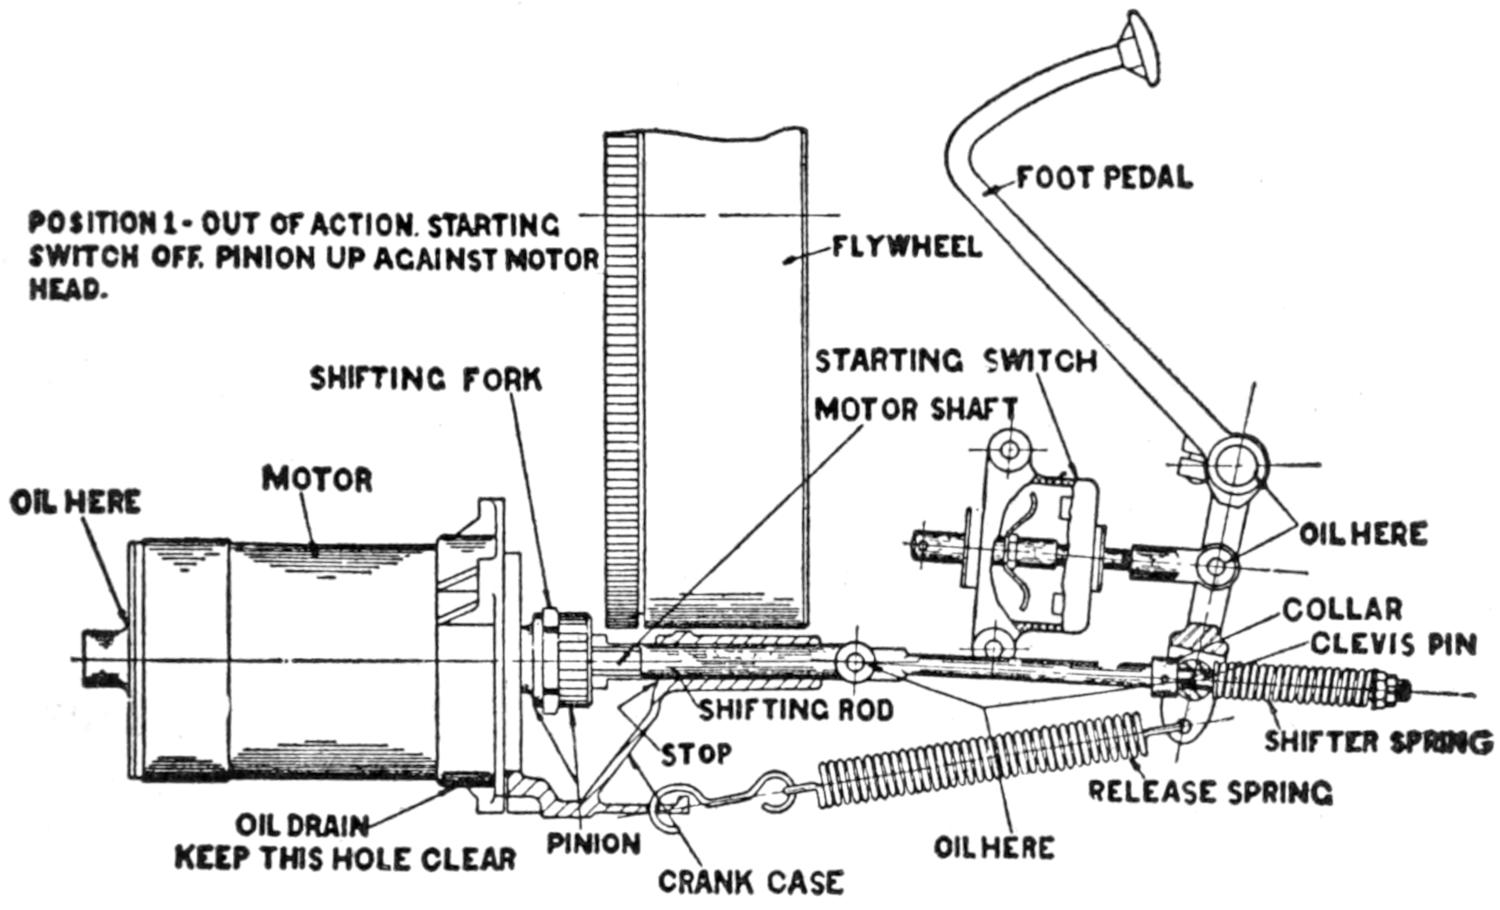 FOOT PEDAL
POSITION 1- OUT OF ACTION. STARTING
SWITCH OFF. PINION UP AGAINST MOTOR
HEAD.
FLYWHEEL
SHIFTING FORK
STARTING SWITCH
MOTOR SHAFT
MOTOR
OIL HERE
OIL HERE
COLLAR
CLEVIS PIN
SHIFTING ROD
STOP
SHIFTER SPRING
RELEASE SPRING
OIL DRAIN
KEEP THIS HOLE CLEAR
PINION
OIL HERE
CRANK CASE